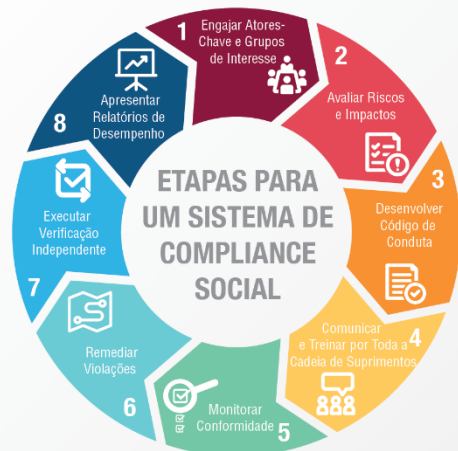 ETAPAS PARA
UM SISTEMA DE
COMPLIANCE
SOCIAL
1
Engajar Atores-
Chave e Grupos
de Interesse
2
Avaliar Riscos
e Impactos
3
Desenvolver
Código de
Conduta
4
Comunicar
e Treinar por Toda a
Cadeia de Suprimentos
5
Monitorar
Conformidade
6
Remediar
Violações
7
Executar
Verificação
Independente
8
Apresentar
Relatórios de
Desempenho